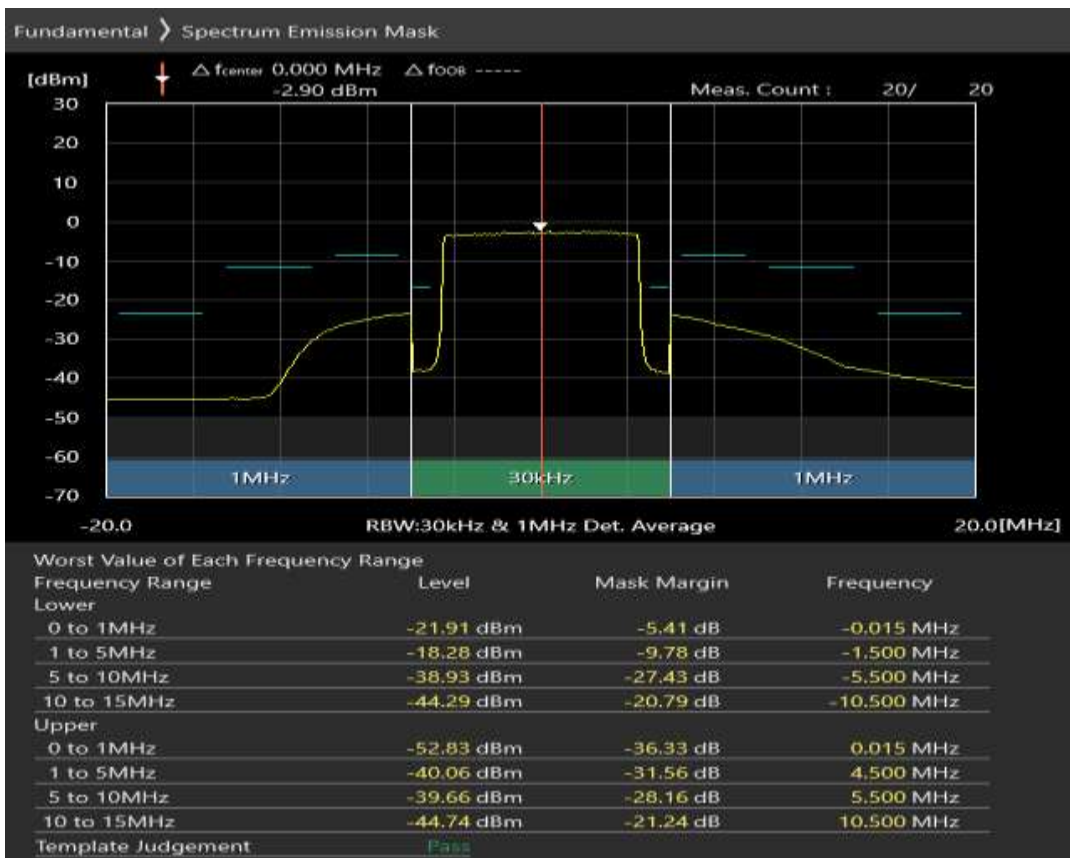 Fundamental 〉 Spectrum Emission Mask
△ fcenter 0.000 MHz △ fOOB -----
[dBm] -2.90 dBm Meas. Count : 20/ 20
30
20
10
0
-10
-20
-30
-40
-50
-60
1MHz 30kHz 1MHz
-70
-20.0 RBW:30kHz & 1MHz Det. Average 20.0[MHz]
Worst Value of Each Frequency Range
Frequency Range Level Mask Margin Frequency
Lower
0 to 1MHz -21.91 dBm -5.41 dB -0.015 MHz
1 to 5MHz -18.28 dBm -9.78 dB -1.500 MHz
5 to 10MHz -38.93 dBm -27.43 dB -5.500 MHz
10 to 15MHz -44.29 dBm -20.79 dB -10.500 MHz
Upper
0 to 1MHz -52.83 dBm -36.33 dB 0.015 MHz
1 to 5MHz -40.06 dBm -31.56 dB 4.500 MHz
5 to 10MHz -39.66 dBm -28.16 dB 5.500 MHz
10 to 15MHz -44.74 dBm -21.24 dB 10.500 MHz
Template Judgement Pass